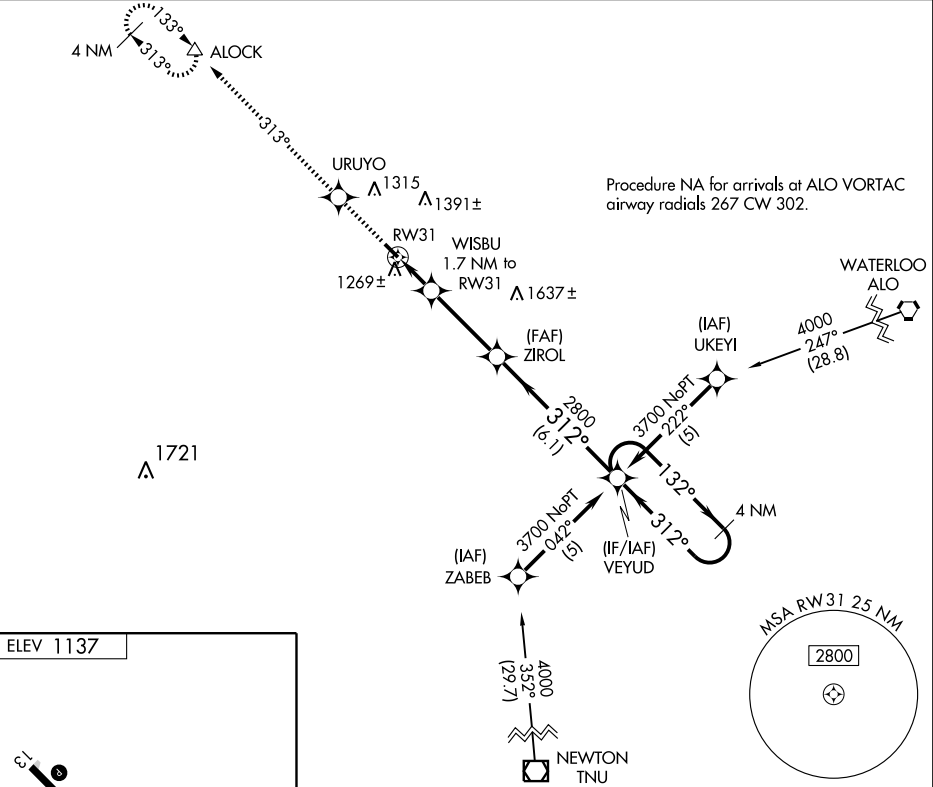 133°
4 NM
313°
ALOCK
313°
URUYO
1315
1391±
Procedure NA for arrivals at ALO VORTAC
airway radials 267 CW 302.
RW31
WISBU
1.7 NM to
RW31
1269±
1637±
WATERLOO
ALO
(FAF)
ZIROL
(IAF)
UKEYI
4000
247°
(28.8)
2800
312°
(6.1)
3700 NoPT
222°
(5)
1721
132°
4 NM
312°
3700 NoPT
042°
(5)
(IF/IAF)
VEYUD
(IAF)
ZABEB
MSA RW31 25 NM
2800
4000
352°
(29.7)
NEWTON
TNU
ELEV 1137
13
P